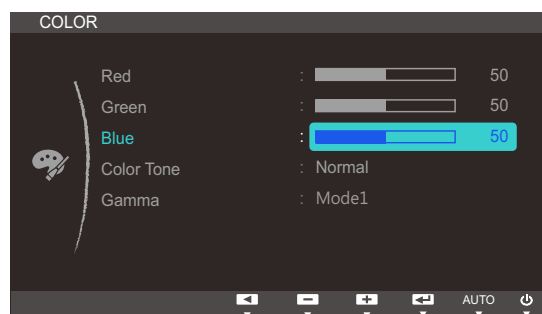 COLOR
Red : 50
Green : 50
Blue : 50
Color Tone : Normal
Gamma : Mode1
AUTO